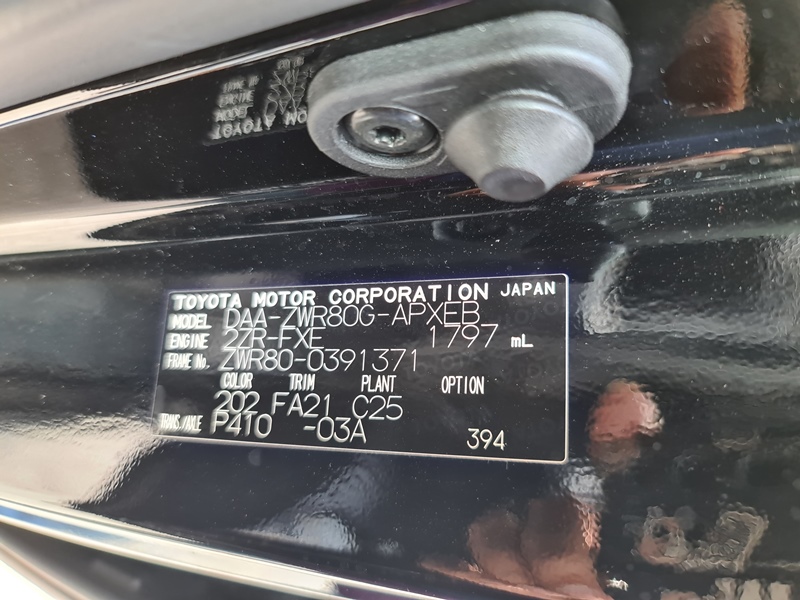 TOYOTA MOTOR CORPORATION JAPAN
MODEL DAA-ZWR80G-APXEB
ENGINE 2ZR-FXE 1797 mL
FRAME No. ZWR80-0391371
COLOR TRIM PLANT OPTION
202 FA21 C25
TRANS./AXLE P410 -03A 394